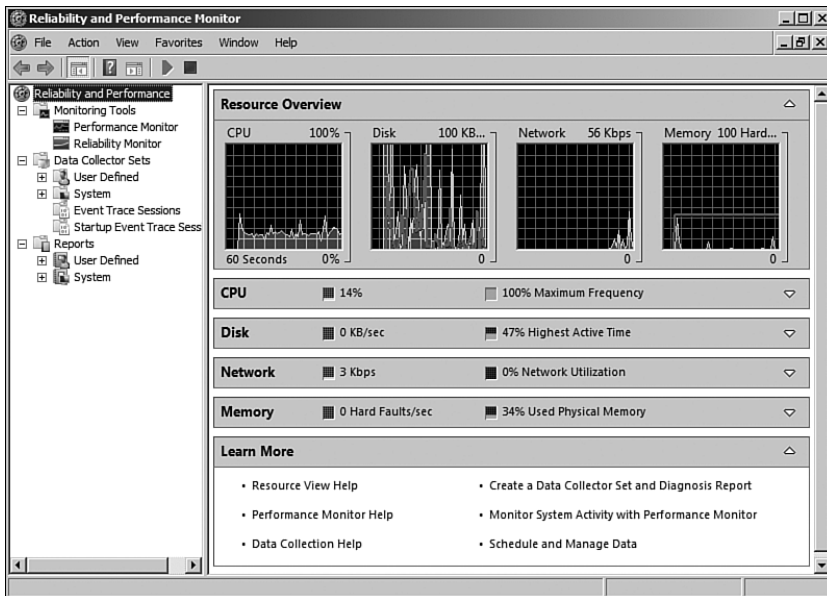 Reliability and Performance Monitor
File Action View Favorites Window Help
Reliability and Performance
Monitoring Tools
Performance Monitor
Reliability Monitor
Data Collector Sets
User Defined
System
Event Trace Sessions
Startup Event Trace Sess
Reports
User Defined
System
Resource Overview
CPU 100%
60 Seconds 0%
Disk 100 KB...
0
Network 56 Kbps
0
Memory 100 Hard...
0
CPU 14% 100% Maximum Frequency
Disk 0 KB/sec 47% Highest Active Time
Network 3 Kbps 0% Network Utilization
Memory 0 Hard Faults/sec 34% Used Physical Memory
Learn More
• Resource View Help
• Create a Data Collector Set and Diagnosis Report
• Performance Monitor Help
• Monitor System Activity with Performance Monitor
• Data Collection Help
• Schedule and Manage Data